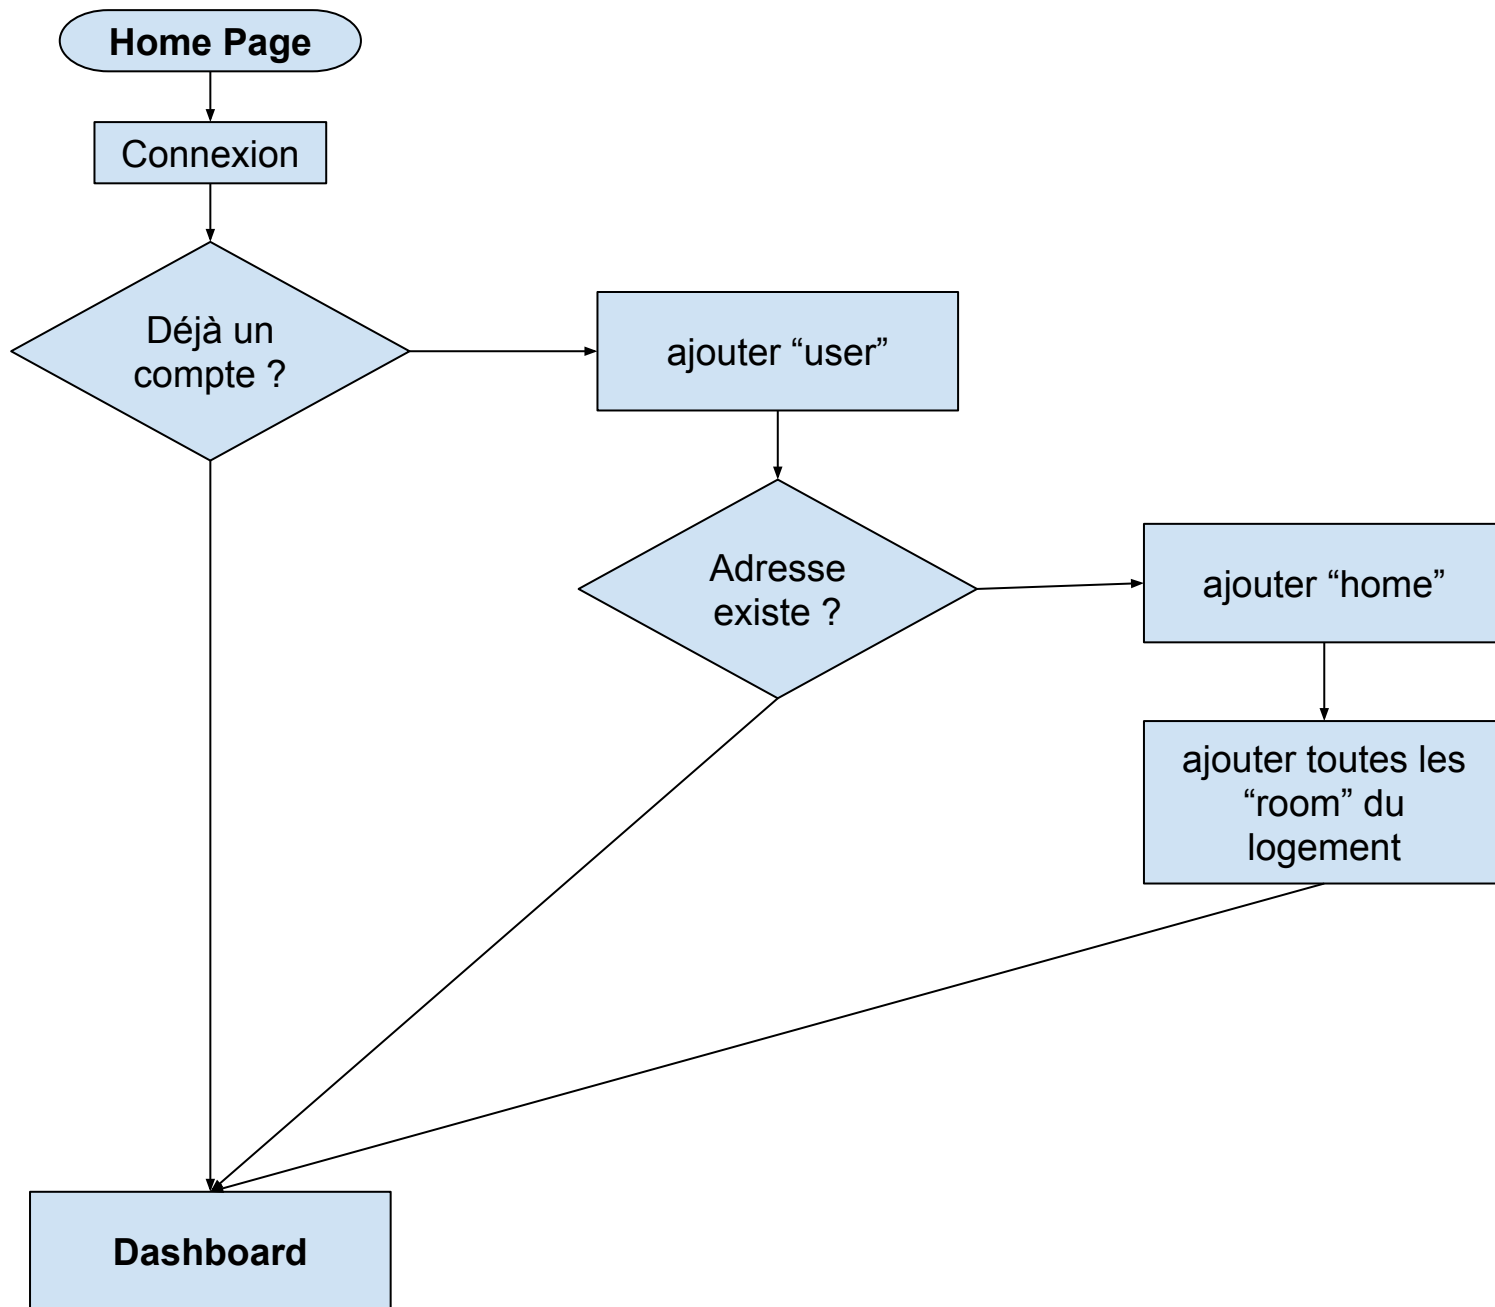 Home Page
Connexion
Déjà un
compte ?
ajouter “user”
Adresse
existe ?
ajouter “home”
ajouter toutes les
“room” du
logement
Dashboard